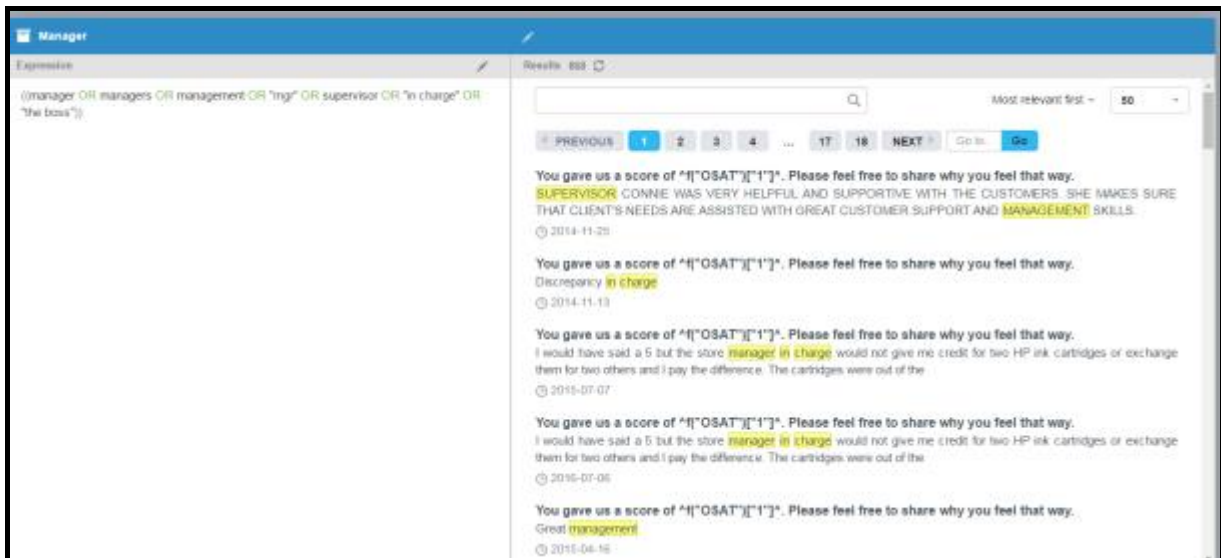 Manager
Expression
((manager OR managers OR management OR "mgr" OR supervisor OR "in charge" OR
"the boss"))
Results
Most relevant first
50
PREVIOUS 1 2 3 4 ... 17 18 NEXT Go to Go
You gave us a score of ^f("OSAT")["1"]^. Please feel free to share why you feel that way.
SUPERVISOR CONNIE WAS VERY HELPFUL AND SUPPORTIVE WITH THE CUSTOMERS. SHE MAKES SURE
THAT CLIENT'S NEEDS ARE ASSISTED WITH GREAT CUSTOMER SUPPORT AND MANAGEMENT SKILLS.
2014-11-25
You gave us a score of ^f("OSAT")["1"]^. Please feel free to share why you feel that way.
Discrepancy in charge
2014-11-13
You gave us a score of ^f("OSAT")["1"]^. Please feel free to share why you feel that way.
I would have said a 5 but the store manager in charge would not give me credit for two HP ink cartridges or exchange
them for two others and I pay the difference. The cartridges were out of the
2015-07-07
You gave us a score of ^f("OSAT")["1"]^. Please feel free to share why you feel that way.
I would have said a 5 but the store manager in charge would not give me credit for two HP ink cartridges or exchange
them for two others and I pay the difference. The cartridges were out of the
You gave us a score of ^f("OSAT")["1"]^. Please feel free to share why you feel that way.
Great management
2015-04-16